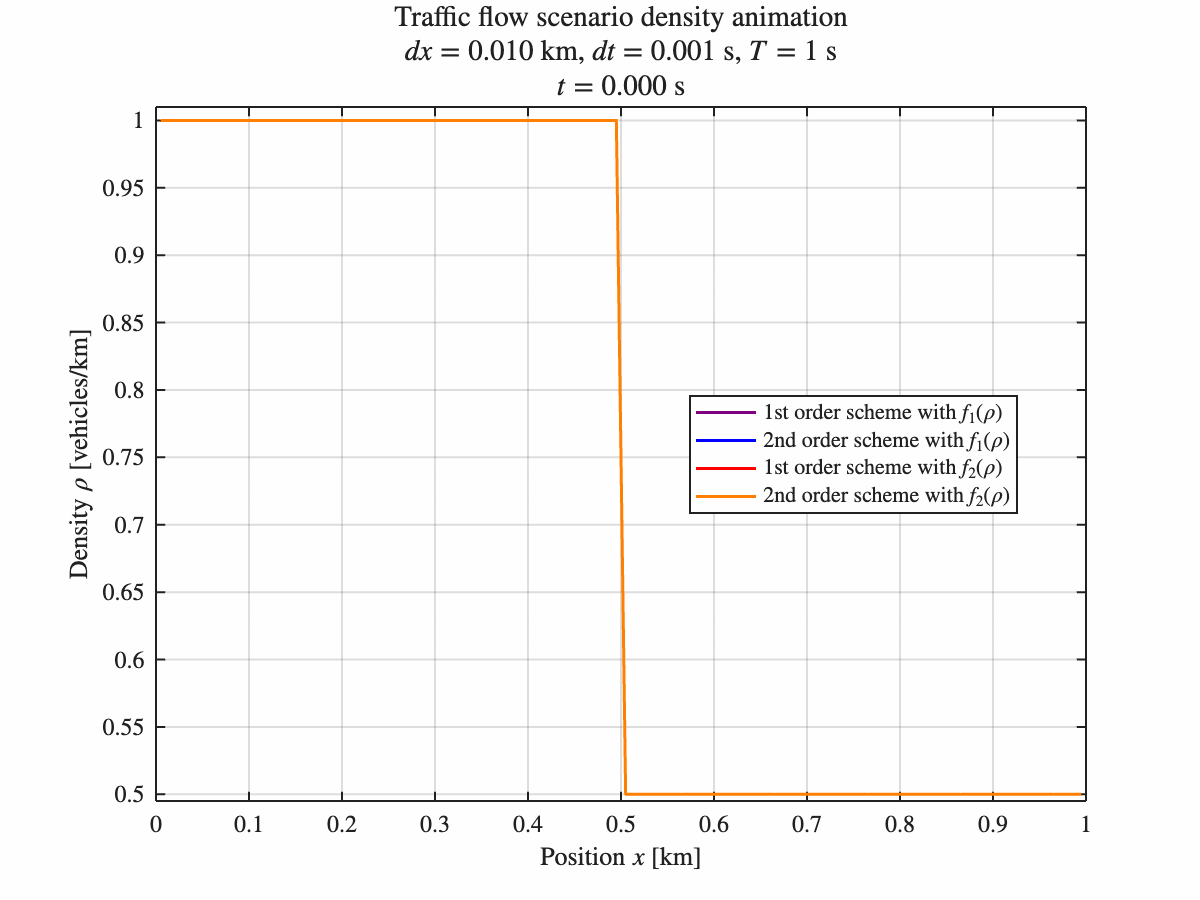 Traffic flow scenario density animation
dx = 0.010 km, dt = 0.001 s, T = 1 s
t = 0.000 s
1
0.95
0.9
0.85
0.8
0.75
0.7
0.65
0.6
0.55
0.5
Density ρ [vehicles/km]
1st order scheme with f₁(ρ)
2nd order scheme with f₁(ρ)
1st order scheme with f₂(ρ)
2nd order scheme with f₂(ρ)
0 0.1 0.2 0.3 0.4 0.5 0.6 0.7 0.8 0.9 1
Position x [km]